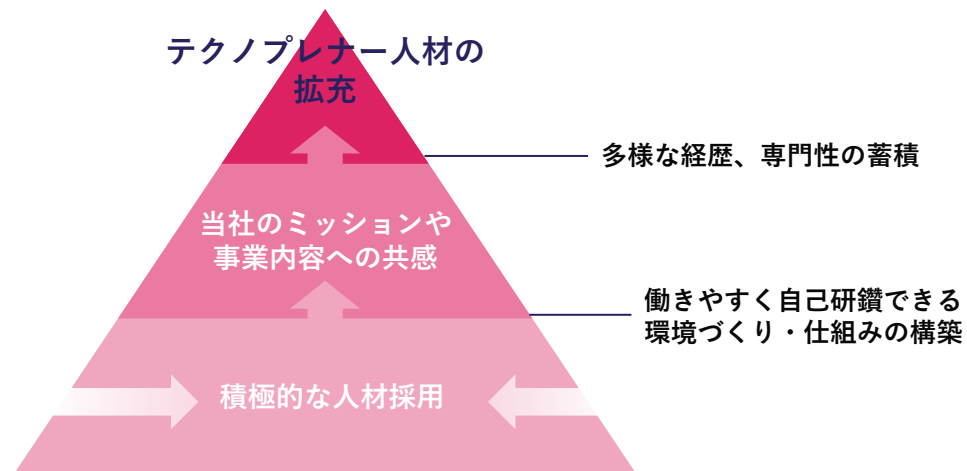 テクノプレナー人材の
拡充
多様な経歴、専門性の蓄積
当社のミッションや
事業内容への共感
働きやすく自己研鑽できる
環境づくり・仕組みの構築
積極的な人材採用